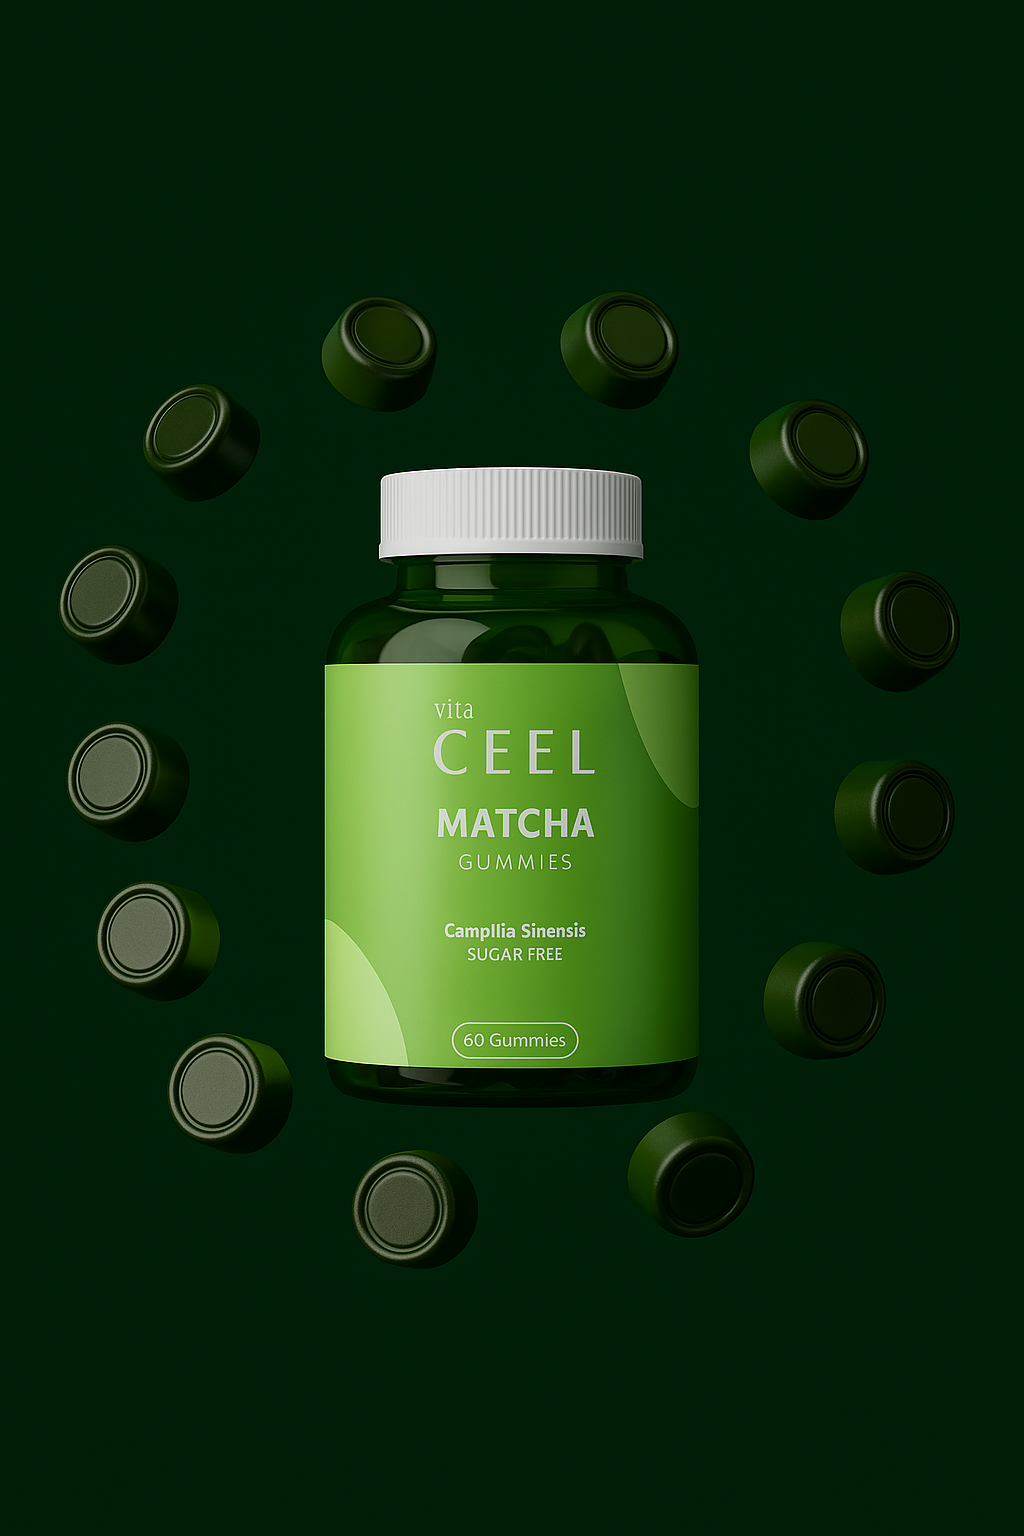 vita
CEEL
MATCHA
GUMMIES
Campllia Sinensis
SUGAR FREE
60 Gummies